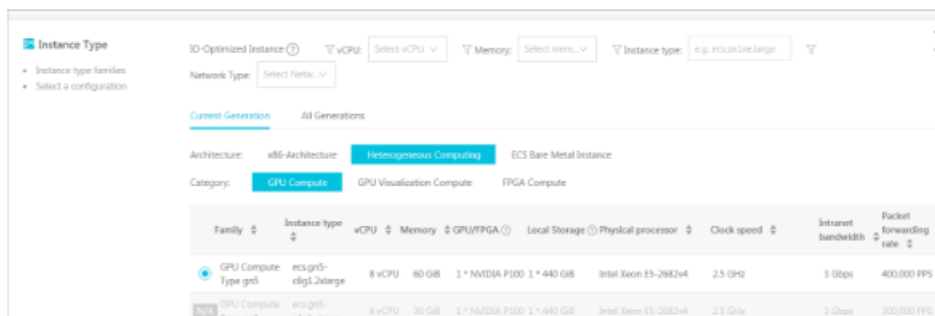 Instance Type
Instance type families
Select a configuration
IO-Optimized Instance ? vCPU: Select vCPU Memory: Select mem... Instance type: e.g. ecs.sn1ne.large
Network Type: Select Netw...
Current Generation All Generations
Architecture: x86-Architecture Heterogeneous Computing ECS Bare Metal Instance
Category: GPU Compute GPU Visualization Compute FPGA Compute
Family Instance type vCPU Memory GPU/FPGA ? Local Storage ? Physical processor Clock speed Intranet bandwidth Packet forwarding rate
GPU Compute Type gn5 ecs.gn5-c8g1.2xlarge 8 vCPU 60 GiB 1 * NVIDIA P100 1 * 440 GiB Intel Xeon E5-2682v4 2.5 GHz 3 Gbps 400,000 PPS
N/A GPU Compute ecs.gn5- 4 vCPU 30 GiB 1 * NVIDIA P100 1 * 440 GiB Intel Xeon E5-2682v4 2.5 GHz 3 Gbps 300,000 PPS